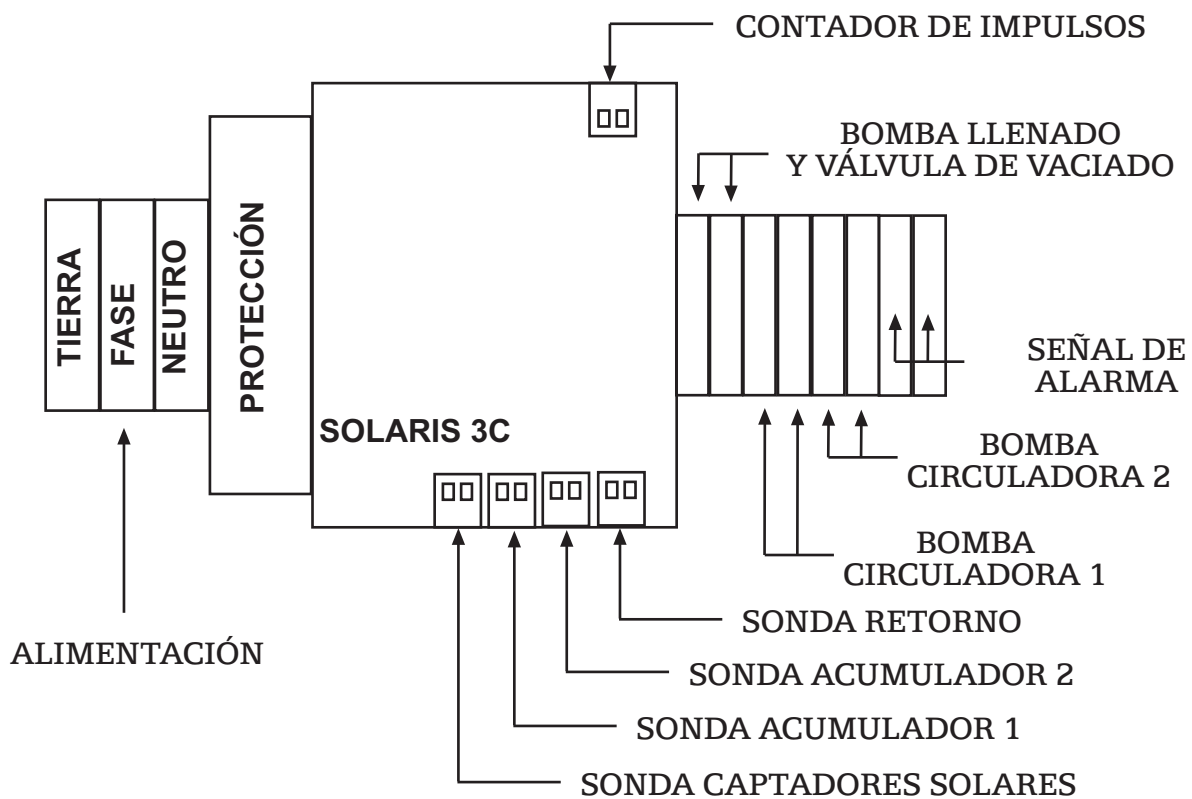 CONTADOR DE IMPULSOS
BOMBA LLENADO
Y VÁLVULA DE VACIADO
TIERRA
FASE
NEUTRO
PROTECCIÓN
SOLARIS 3C
SEÑAL DE
ALARMA
BOMBA
CIRCULADORA 2
BOMBA
CIRCULADORA 1
SONDA RETORNO
ALIMENTACIÓN
SONDA ACUMULADOR 2
SONDA ACUMULADOR 1
SONDA CAPTADORES SOLARES